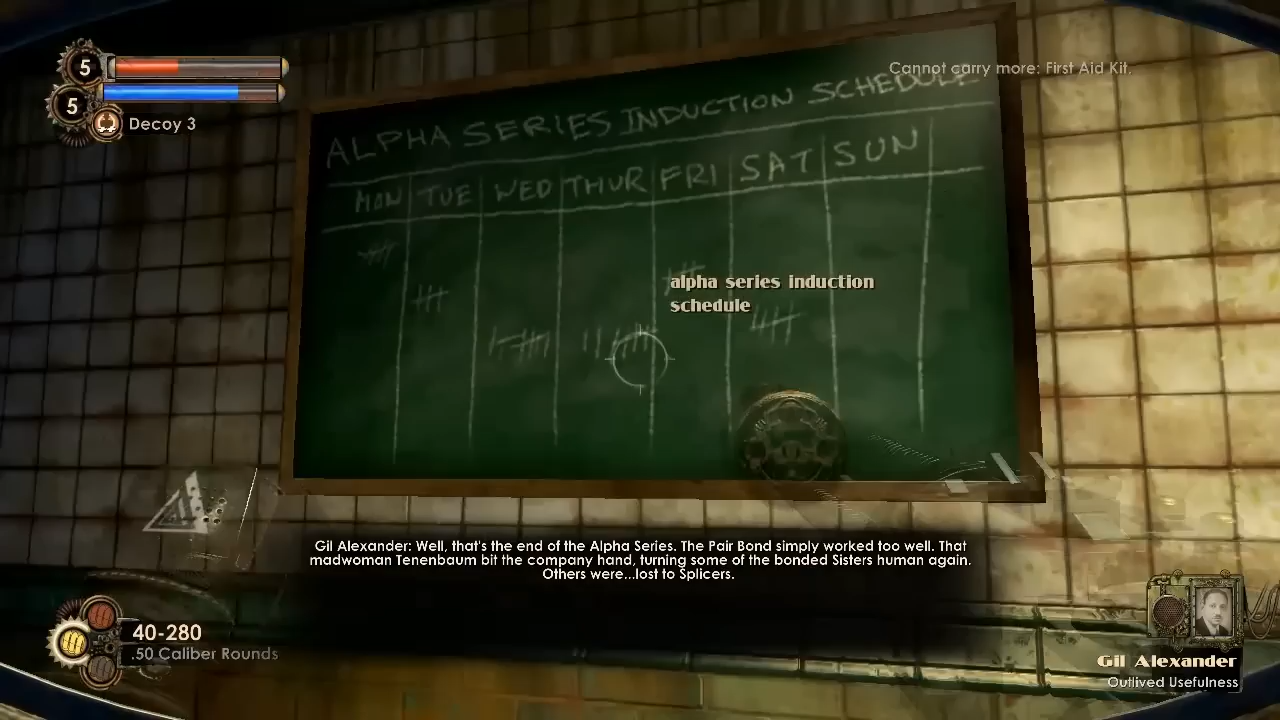 5
5
Decoy 3
Cannot carry more: First Aid Kit.
ALPHA SERIES INDUCTION SCHEDULE
MON TUE WED THUR FRI SAT SUN
alpha series induction
schedule
Gil Alexander: Well, that's the end of the Alpha Series. The Pair Bond simply worked too well. That
madwoman Tenenbaum bit the company hand, turning some of the bonded Sisters human again.
Others were...lost to Splicers.
40-280
.50 Caliber Rounds
Gil Alexander
Outlived Usefulness